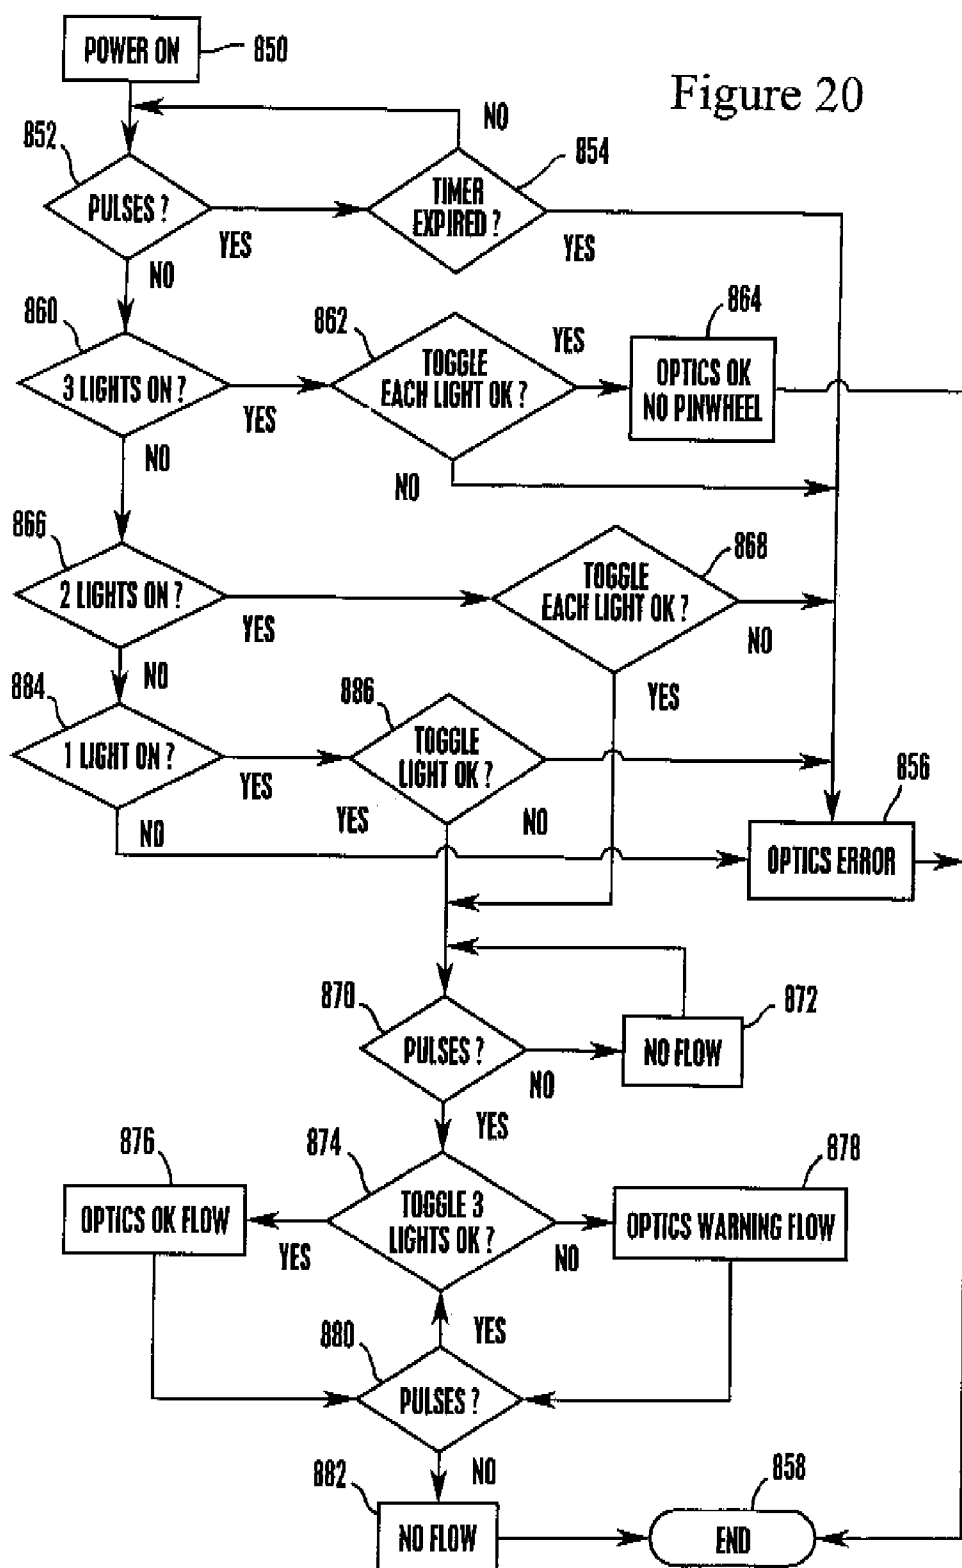 POWER ON
850
Figure 20
NO
852
854
PULSES ?
TIMER
EXPIRED ?
YES
YES
NO
860
862
864
3 LIGHTS ON ?
TOGGLE
EACH LIGHT OK ?
YES
OPTICS OK
NO PINWHEEL
YES
NO
NO
866
868
2 LIGHTS ON ?
TOGGLE
EACH LIGHT OK ?
YES
NO
NO
YES
884
886
1 LIGHT ON ?
TOGGLE
LIGHT OK ?
YES
YES
NO
NO
856
OPTICS ERROR
870
872
PULSES ?
NO FLOW
NO
YES
876
874
878
OPTICS OK FLOW
TOGGLE 3
LIGHTS OK ?
OPTICS WARNING FLOW
YES
NO
YES
880
PULSES ?
NO
882
858
NO FLOW
END